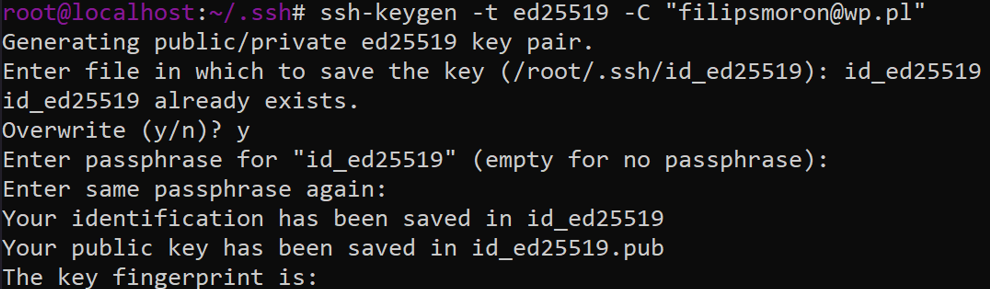 root@localhost:~/.ssh# ssh-keygen -t ed25519 -C "filipsmoron@wp.pl"
Generating public/private ed25519 key pair.
Enter file in which to save the key (/root/.ssh/id_ed25519): id_ed25519
id_ed25519 already exists.
Overwrite (y/n)? y
Enter passphrase for "id_ed25519" (empty for no passphrase):
Enter same passphrase again:
Your identification has been saved in id_ed25519
Your public key has been saved in id_ed25519.pub
The key fingerprint is: